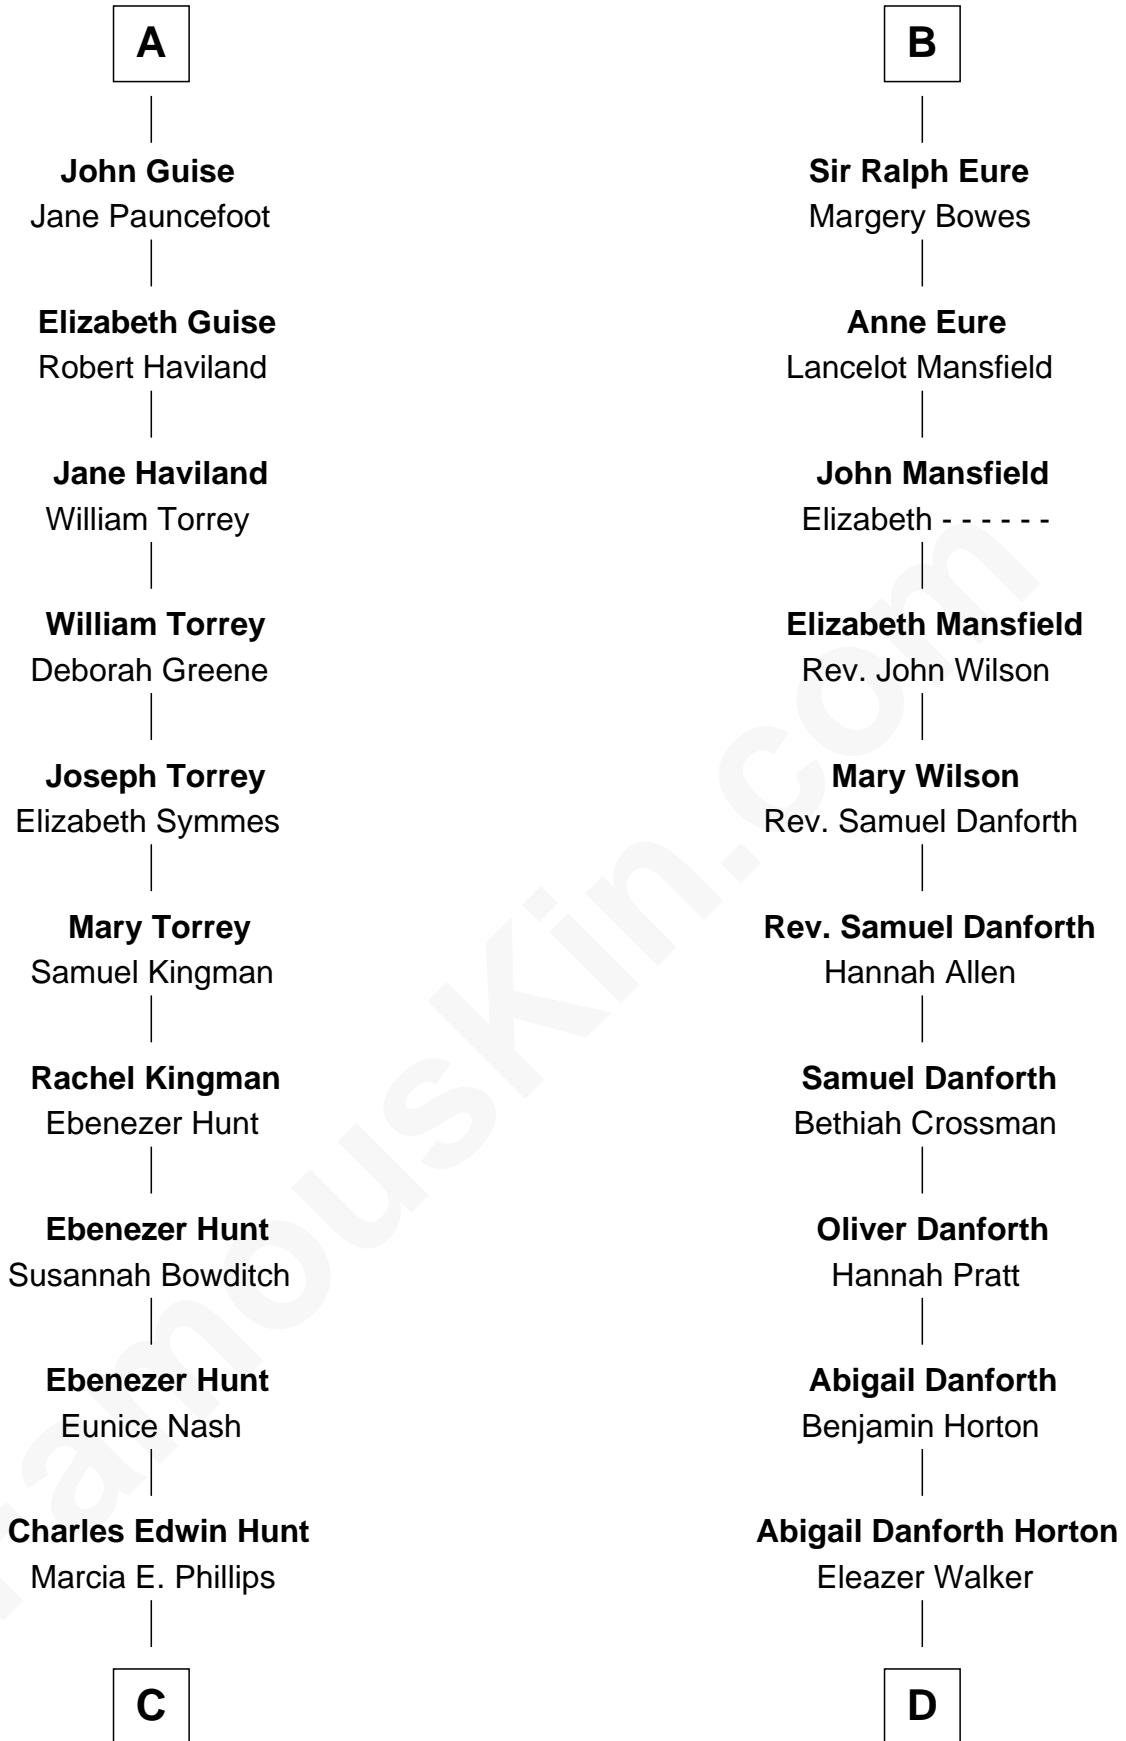 A
John Guise
Jane Pauncefoot
Elizabeth Guise
Robert Haviland
Jane Haviland
William Torrey
William Torrey
Deborah Greene
Joseph Torrey
Elizabeth Symmes
Mary Torrey
Samuel Kingman
Rachel Kingman
Ebenezer Hunt
Ebenezer Hunt
Susannah Bowditch
Ebenezer Hunt
Eunice Nash
Charles Edwin Hunt
Marcia E. Phillips
C
B
Sir Ralph Eure
Margery Bowes
Anne Eure
Lancelot Mansfield
John Mansfield
Elizabeth - - - - - -
Elizabeth Mansfield
Rev. John Wilson
Mary Wilson
Rev. Samuel Danforth
Rev. Samuel Danforth
Hannah Allen
Samuel Danforth
Bethiah Crossman
Oliver Danforth
Hannah Pratt
Abigail Danforth
Benjamin Horton
Abigail Danforth Horton
Eleazer Walker
D
FamousKin.com